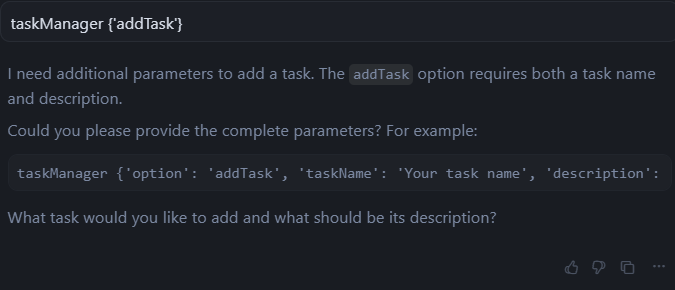 taskManager {'addTask'}
I need additional parameters to add a task. The addTask option requires both a task name
and description.
Could you please provide the complete parameters? For example:
taskManager {'option': 'addTask', 'taskName': 'Your task name', 'description':
What task would you like to add and what should be its description?